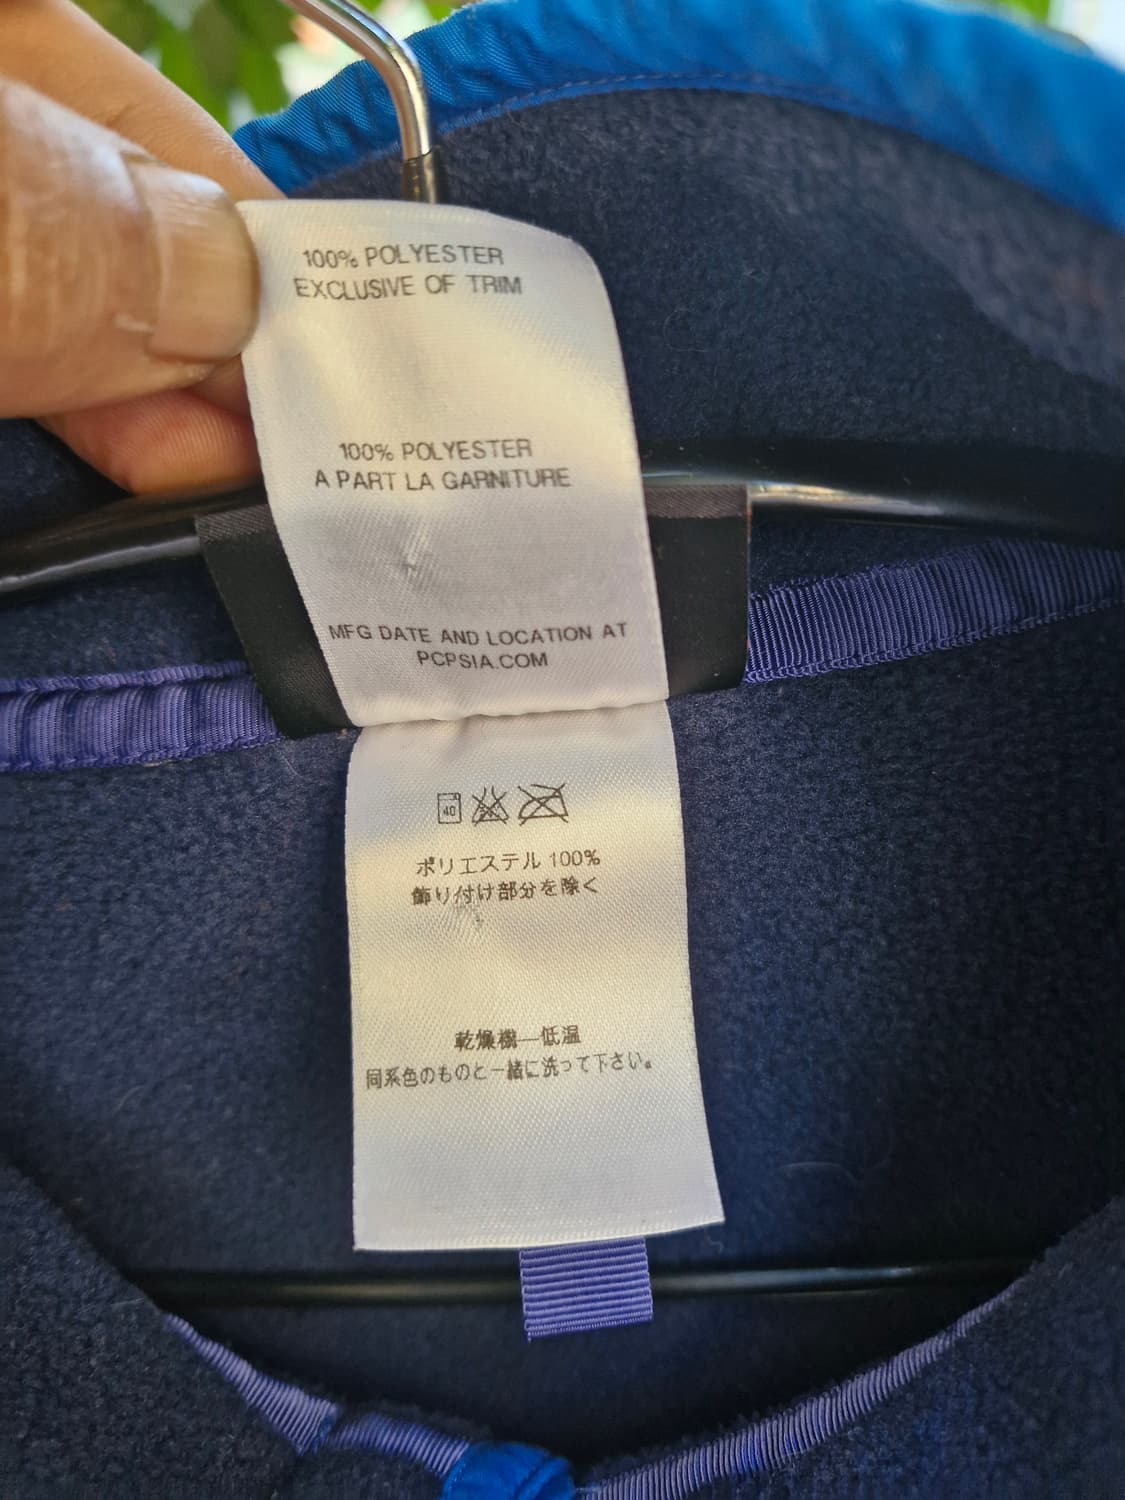 100% POLYESTER
EXCLUSIVE OF TRIM
100% POLYESTER
A PART LA GARNITURE
MFG DATE AND LOCATION AT
PCPSIA.COM
40
ポリエステル 100%
飾り付け部分を除く
乾燥機—低温
同系色のものと一緒に洗って下さい。